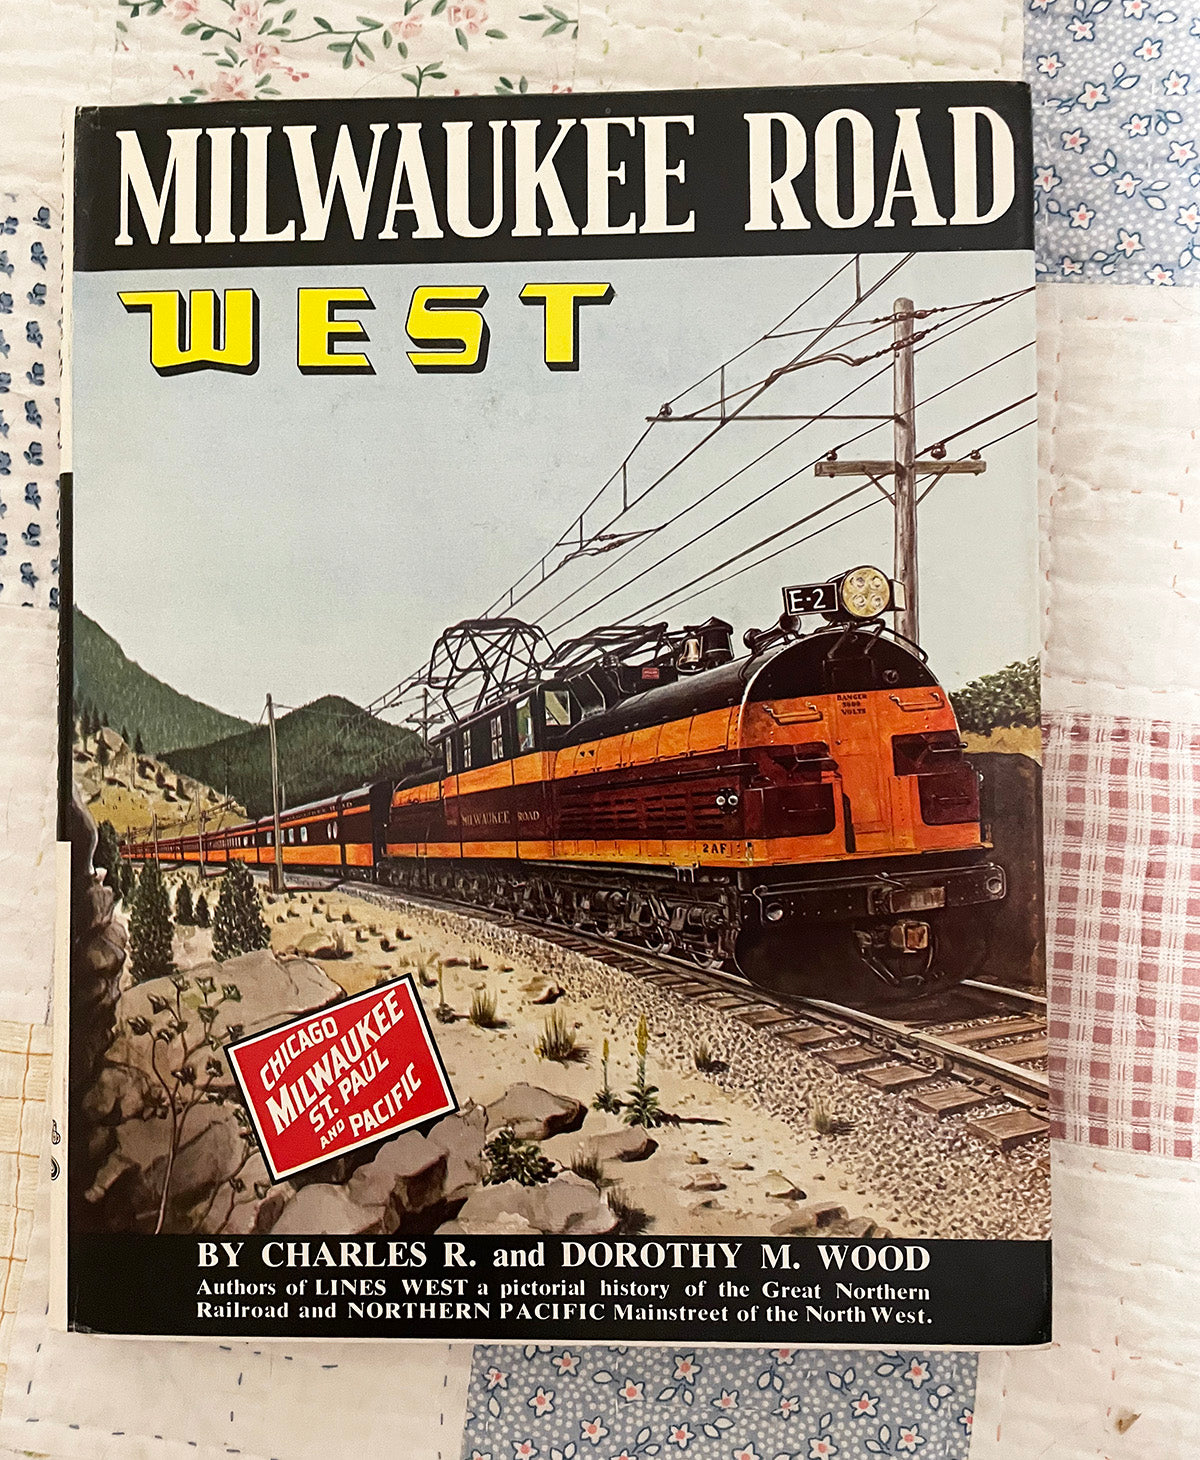 MILWAUKEE ROAD
WEST
E-2
DANGER
3000
VOLTS
MILWAUKEE ROAD
2AF
CHICAGO
MILWAUKEE
ST. PAUL
AND PACIFIC
BY CHARLES R. and DOROTHY M. WOOD
Authors of LINES WEST a pictorial history of the Great Northern
Railroad and NORTHERN PACIFIC Mainstreet of the North West.